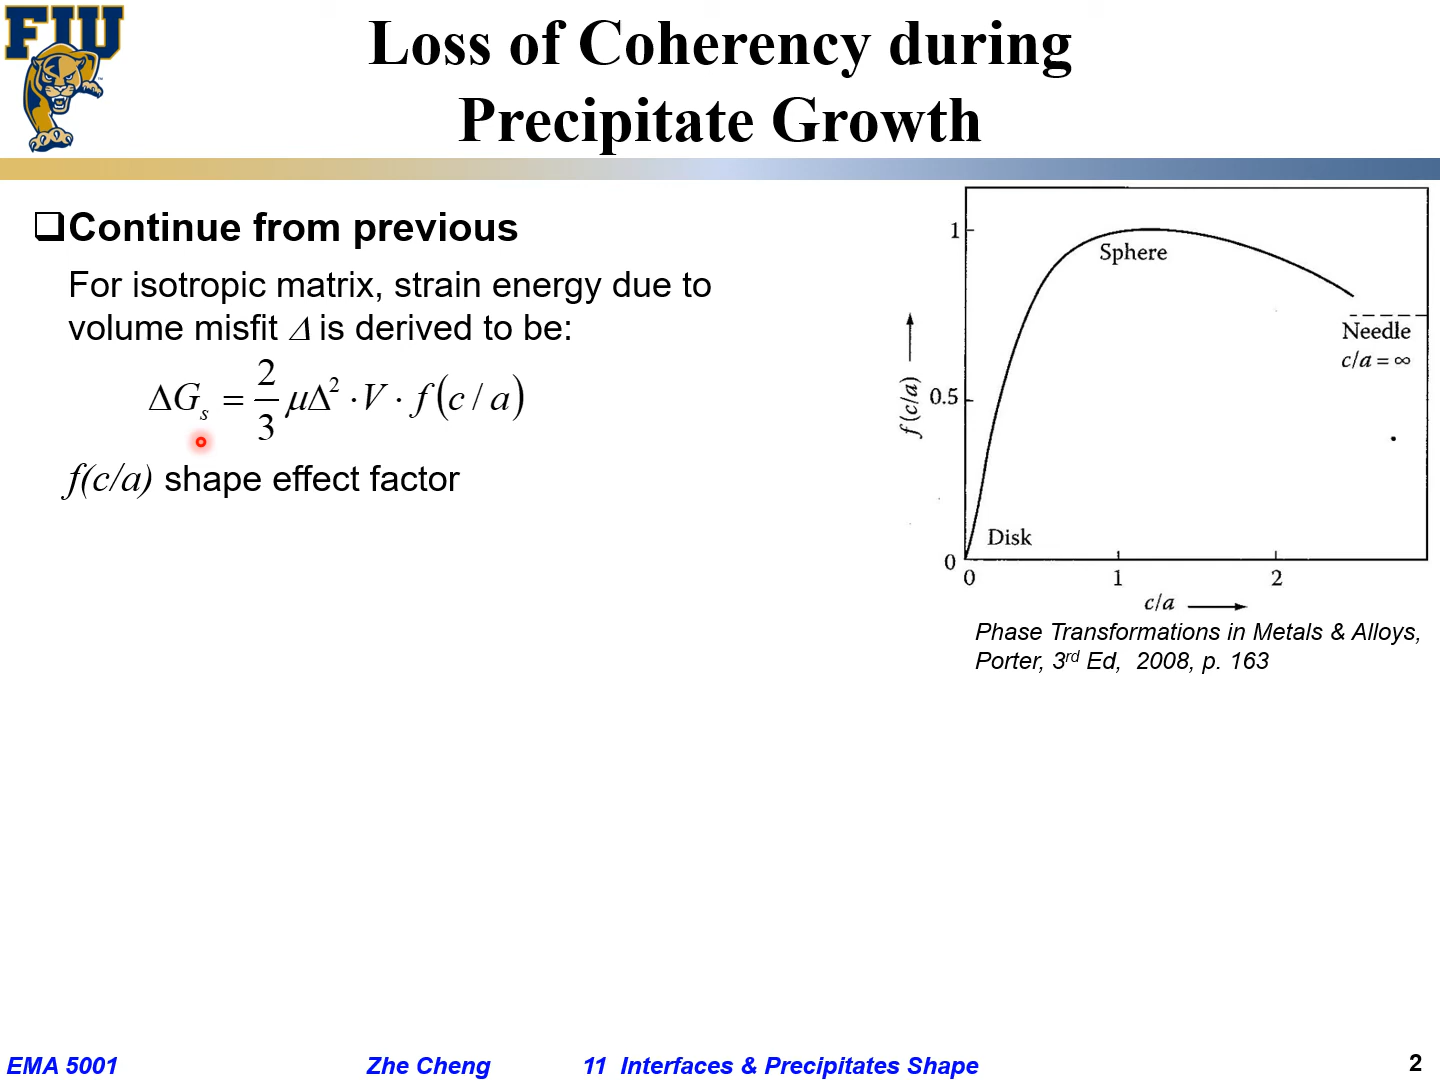 FIU
Loss of Coherency during
Precipitate Growth
❑Continue from previous
For isotropic matrix, strain energy due to
volume misfit Δ is derived to be:
ΔGₛ = 2/3 μΔ² · V · f(c / a)
f(c/a) shape effect factor
1
Sphere
Needle
c/a = ∞
0.5
f (c/a)
Disk
0
0 1 2
c/a
Phase Transformations in Metals & Alloys,
Porter, 3rd Ed, 2008, p. 163
EMA 5001 Zhe Cheng 11 Interfaces & Precipitates Shape 2